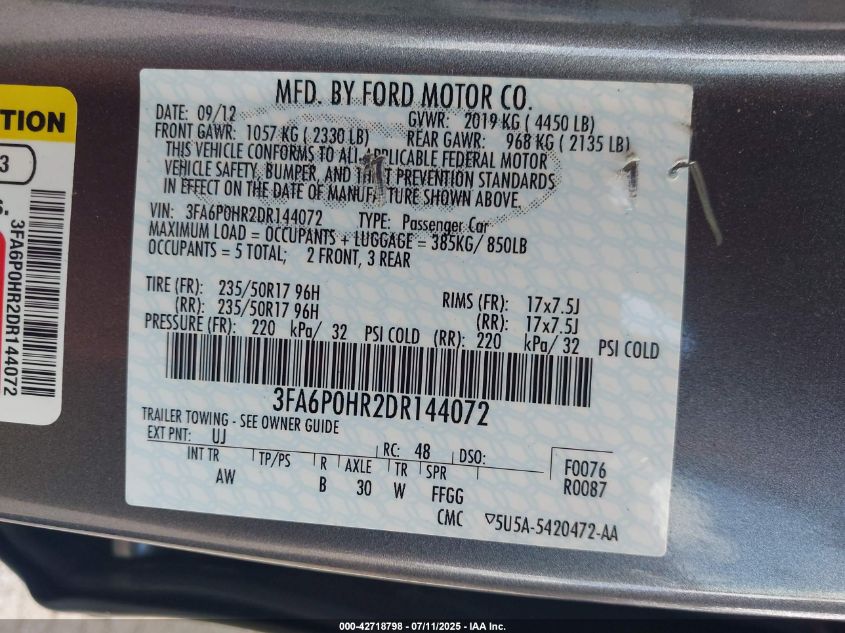 TION
3
3FA6P0HR2DR144072
MFD. BY FORD MOTOR CO.
DATE: 09/12 GVWR: 2019 KG ( 4450 LB)
FRONT GAWR: 1057 KG ( 2330 LB) REAR GAWR: 968 KG ( 2135 LB)
THIS VEHICLE CONFORMS TO ALL APPLICABLE FEDERAL MOTOR
VEHICLE SAFETY, BUMPER, AND THEFT PREVENTION STANDARDS
IN EFFECT ON THE DATE OF MANUFACTURE SHOWN ABOVE.
VIN: 3FA6P0HR2DR144072 TYPE: Passenger Car
MAXIMUM LOAD = OCCUPANTS + LUGGAGE = 385KG/ 850LB
OCCUPANTS = 5 TOTAL; 2 FRONT, 3 REAR
TIRE (FR): 235/50R17 96H RIMS (FR): 17x7.5J
(RR): 235/50R17 96H (RR): 17x7.5J
PRESSURE (FR): 220 kPa/ 32 PSI COLD (RR): 220 kPa/ 32 PSI COLD
3FA6P0HR2DR144072
TRAILER TOWING - SEE OWNER GUIDE
EXT PNT: UJ RC: 48 DSO: F0076
INT TR TP/PS R AXLE TR SPR R0087
AW B 30 W FFGG
CMC ▽5U5A-5420472-AA
000-42718798 - 07/11/2025 - IAA Inc.